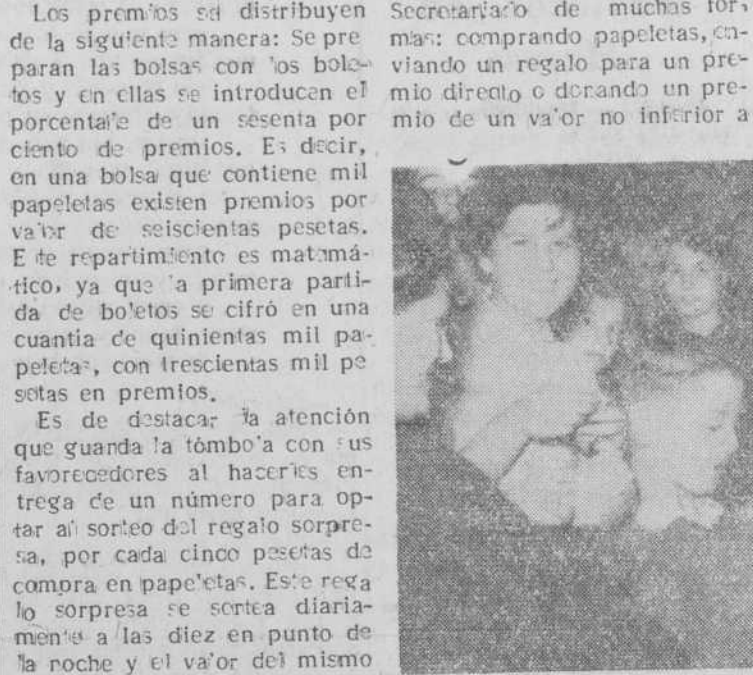 Los premios se distribuyen
de la siguiente manera: Se pre
paran las bolsas con los bole-
tos y en ellas se introducen el
porcentaje de un sesenta por
ciento de premios. Es decir,
en una bolsa que contiene mil
papeletas existen premios por
valor de seiscientas pesetas.
Este repartimiento es matemá-
tico, ya que la primera parti-
da de boletos se cifró en una
cuantia de quinientas mil pa-
peletas, con trescientas mil pe
setas en premios.
Es de destacar la atención
que guanda la tómbola con sus
favorecedores al hacerles en-
trega de un número para op-
tar al sorteo del regalo sorpre-
sa, por cada cinco pesetas de
compra en papeletas. Este rega
lo sorpresa se sortea diaria-
mente a las diez en punto de
la noche y el valor del mismo
Secretariado de muchas for-
mas: comprando papeletas, en-
viando un regalo para un pre-
mio directo o donando un pre-
mio de un valor no inferior a